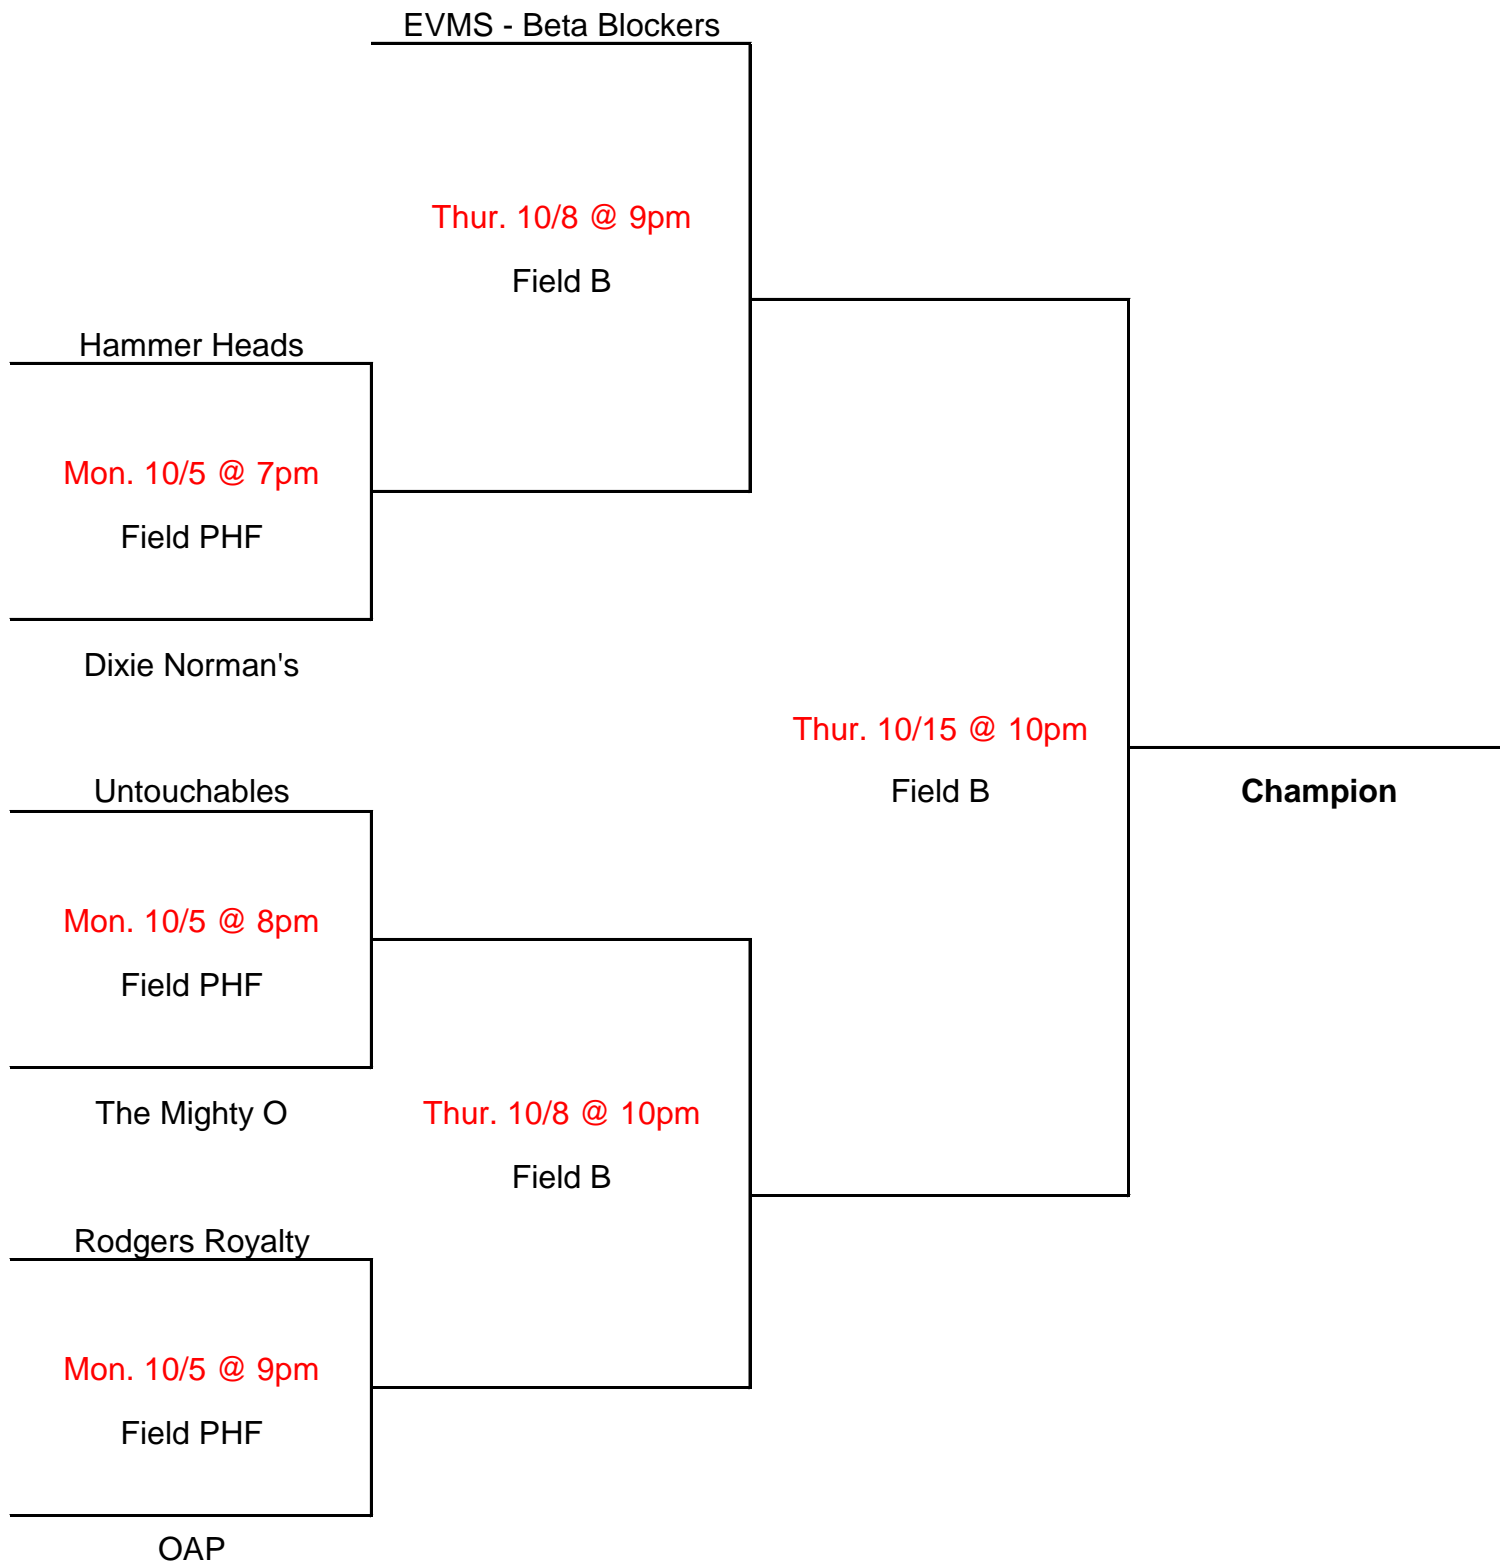 EVMS - Beta Blockers
Thur. 10/8 @ 9pm
Field B
Hammer Heads
Mon. 10/5 @ 7pm
Field PHF
Dixie Norman's
Thur. 10/15 @ 10pm
Untouchables
Field B
Champion
Mon. 10/5 @ 8pm
Field PHF
The Mighty O
Thur. 10/8 @ 10pm
Field B
Rodgers Royalty
Mon. 10/5 @ 9pm
Field PHF
OAP